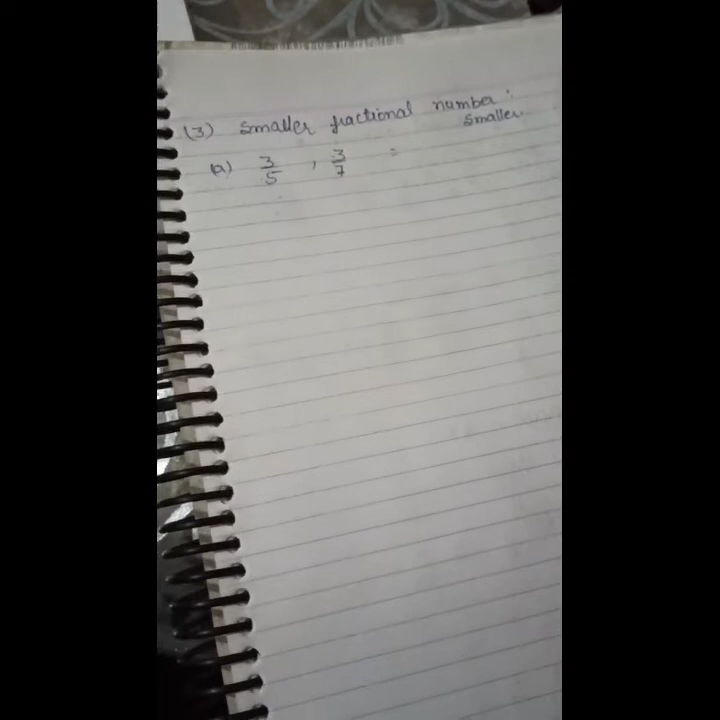 (3) Smaller fractional number :
Smaller.
(a) 3/5 , 3/7 =